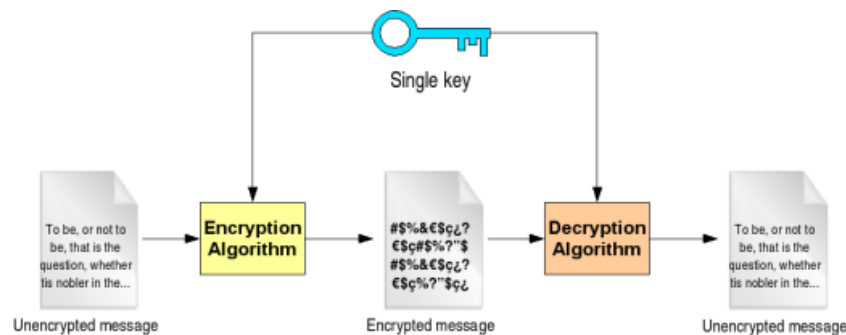 Single key
To be, or not to
be, that is the
question, whether
tis nobler in the...
Unencrypted message
Encryption
Algorithm
#$%&€$ç¿?
€$ç#$%?"$
#$%&€$ç¿?
€$ç%?"$ç¿
Encrypted message
Decryption
Algorithm
To be, or not to
be, that is the
question, whether
tis nobler in the...
Unencrypted message